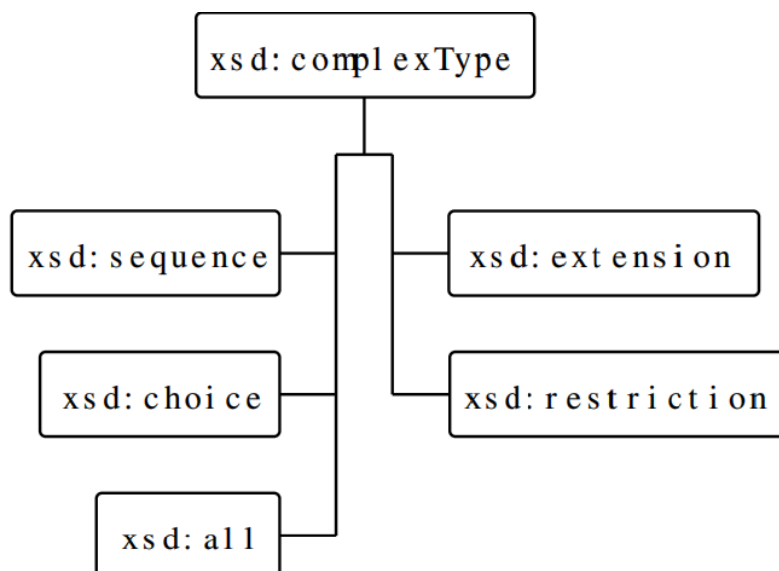 xsd:complexType
xsd:sequence
xsd:extension
xsd:choice
xsd:restriction
xsd:all